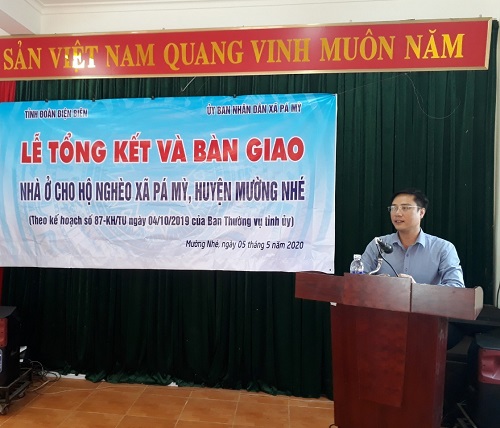 SẢN VIỆT NAM QUANG VINH MUÔN NĂM
TỈNH ĐOÀN ĐIỆN BIÊN
ỦY BAN NHÂN DÂN XÃ PÁ MỲ
LỄ TỔNG KẾT VÀ BÀN GIAO
NHÀ Ở CHO HỘ NGHÈO XÃ PÁ MỲ, HUYỆN MƯỜNG NHÉ
(Theo kế hoạch số 87-KH/TU ngày 04/10/2019 của Ban Thường vụ tỉnh ủy)
Mường Nhé, ngày 05 tháng 5 năm 2020